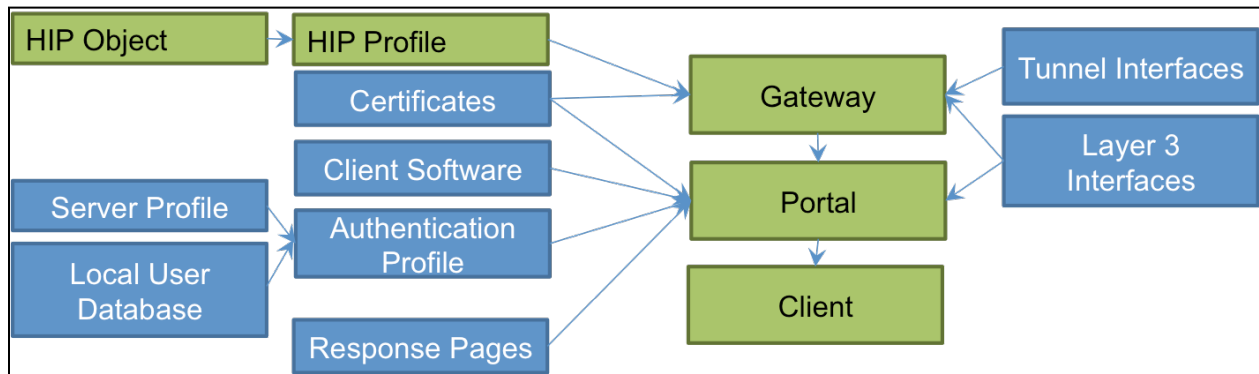 HIP Object
HIP Profile
Certificates
Client Software
Server Profile
Authentication
Profile
Local User
Database
Response Pages
Gateway
Portal
Client
Tunnel Interfaces
Layer 3
Interfaces